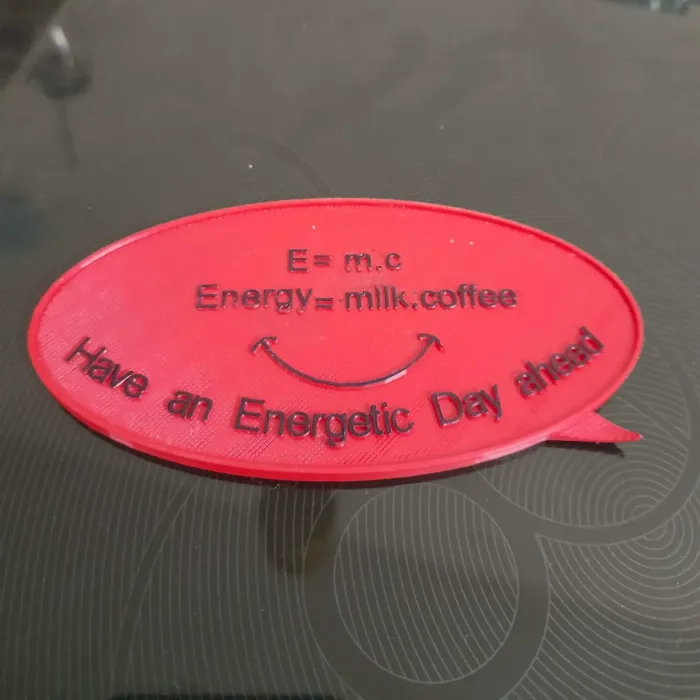 E= m.c
Energy= milk.coffee
Have an Energetic Day ahead